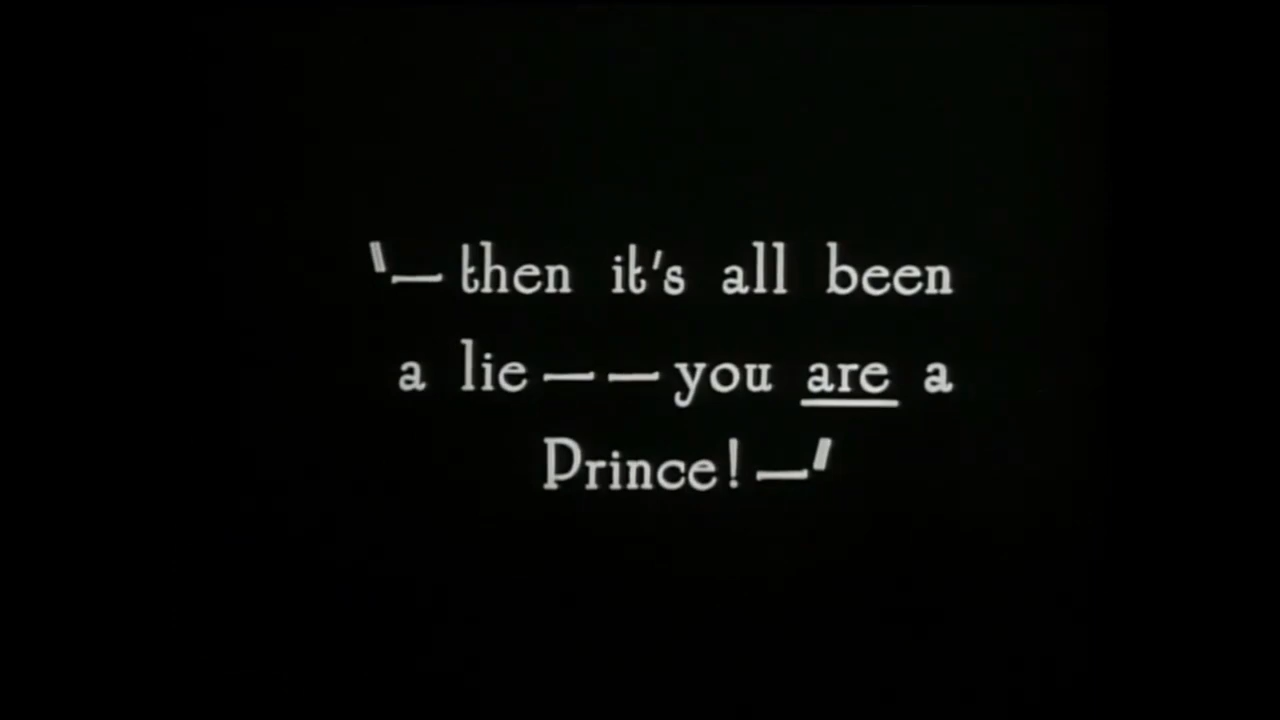 "— then it's all been
a lie — — you are a
Prince! —"